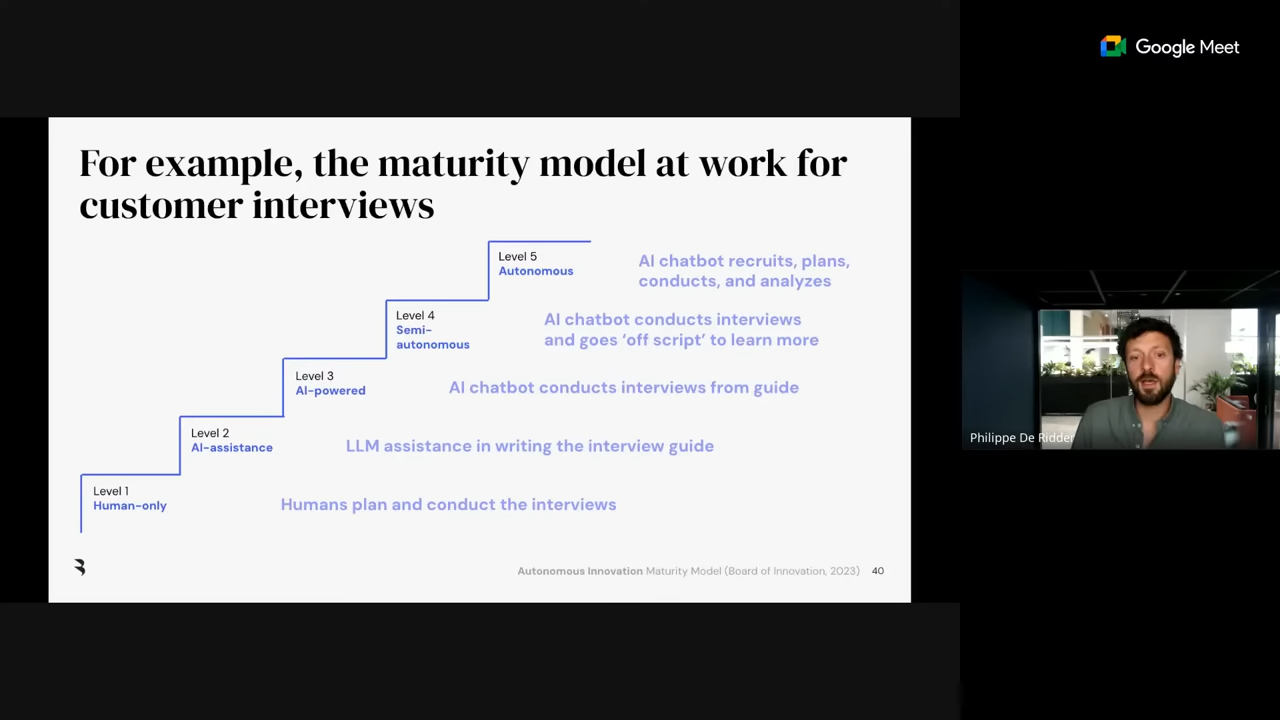 Google Meet
For example, the maturity model at work for
customer interviews
Level 5
Autonomous
AI chatbot recruits, plans,
conducts, and analyzes
Level 4
Semi-
autonomous
AI chatbot conducts interviews
and goes ‘off script’ to learn more
Level 3
AI-powered
AI chatbot conducts interviews from guide
Level 2
AI-assistance
LLM assistance in writing the interview guide
Level 1
Human-only
Humans plan and conduct the interviews
Autonomous Innovation Maturity Model (Board of Innovation, 2023) 40
Philippe De Ridder